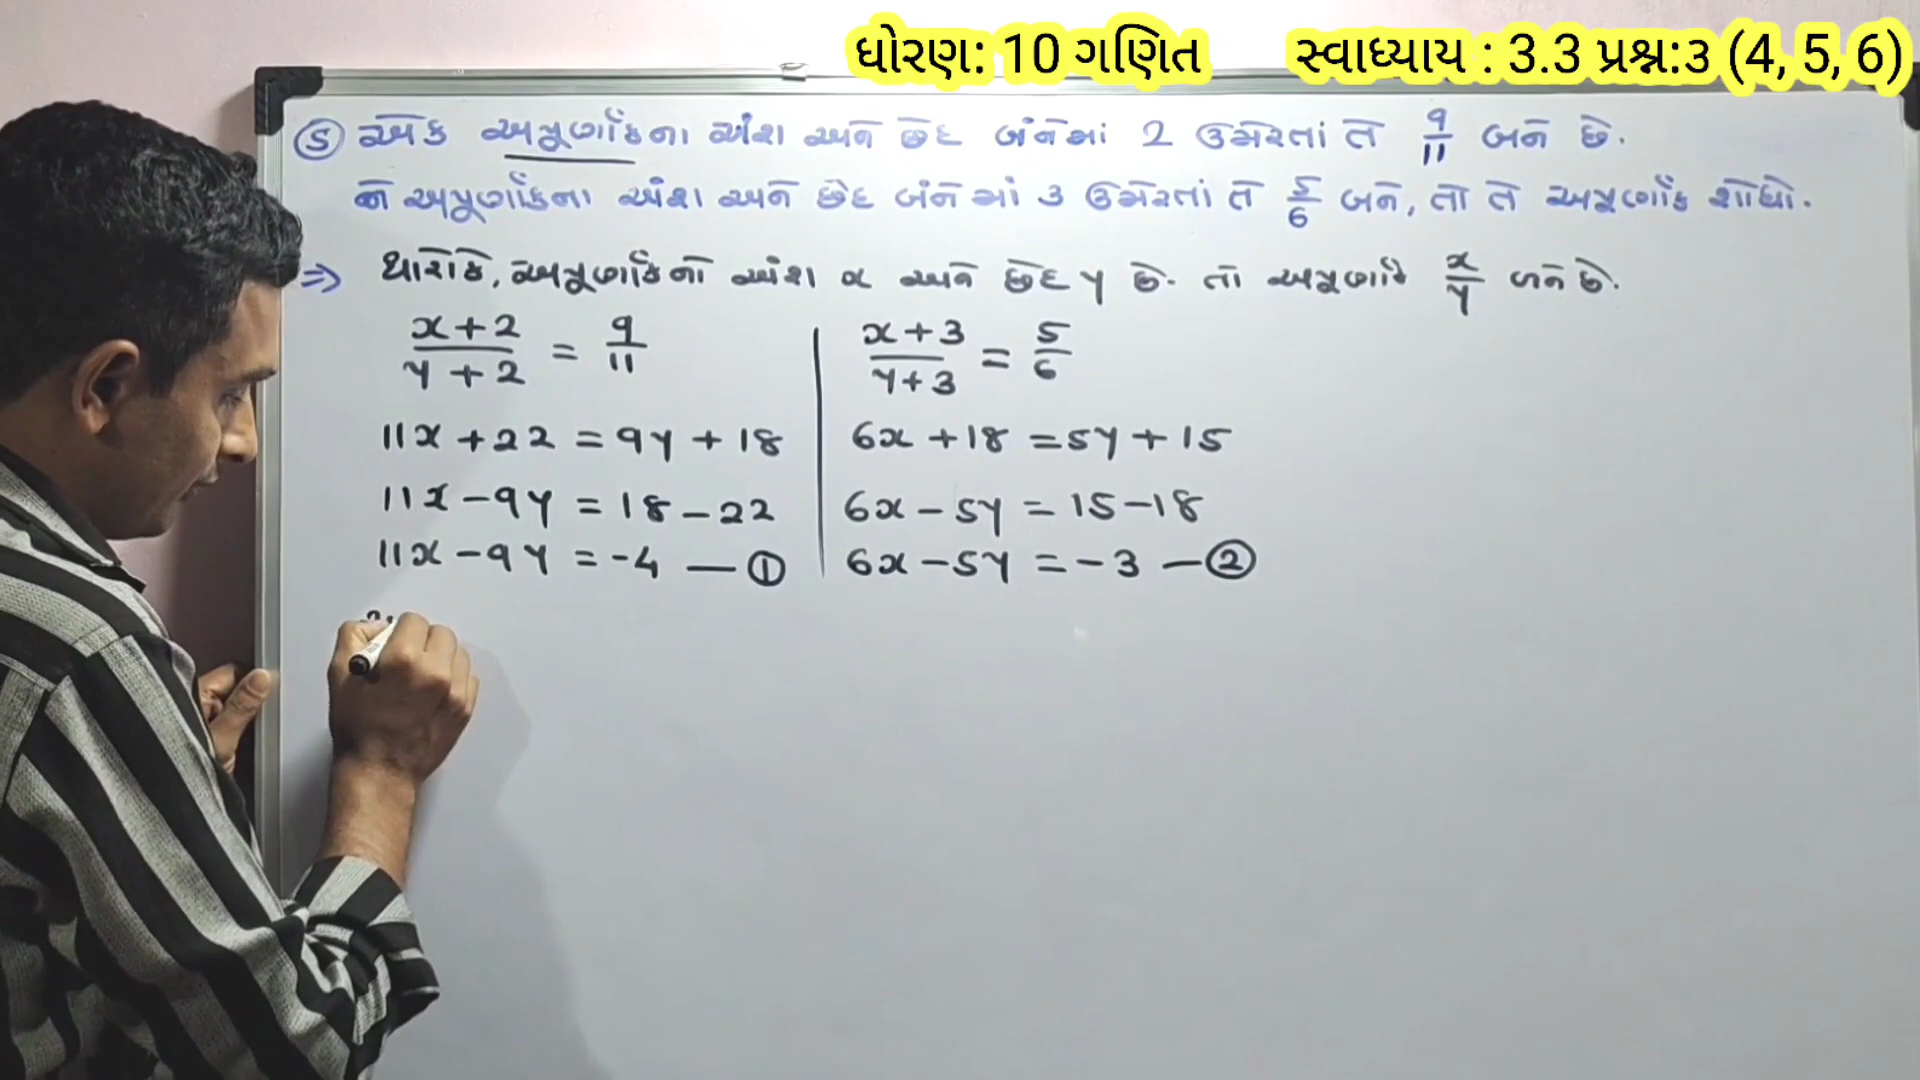 ધોરણ: 10 ગણિત સ્વાધ્યાય : 3.3 પ્રશ્ન:૩ (4, 5, 6)
⑤ એક અપૂર્ણાંકના અંશ અને છેદ બંનેમાં 2 ઉમેરતાં તે 9/11 બને છે.
જો અપૂર્ણાંકના અંશ અને છેદ બંનેમાં ૩ ઉમેરતાં તે 5/6 બને, તો તે અપૂર્ણાંક શોધો.
⇒ ધારોકે, અપૂર્ણાંકનો અંશ x અને છેદ y છે. તો અપૂર્ણાંક x/y બને છે.
(x+2)/(y+2) = 9/11
11x + 22 = 9y + 18
11x - 9y = 18 - 22
11x - 9y = -4 — ①
(x+3)/(y+3) = 5/6
6x + 18 = 5y + 15
6x - 5y = 15 - 18
6x - 5y = -3 — ②